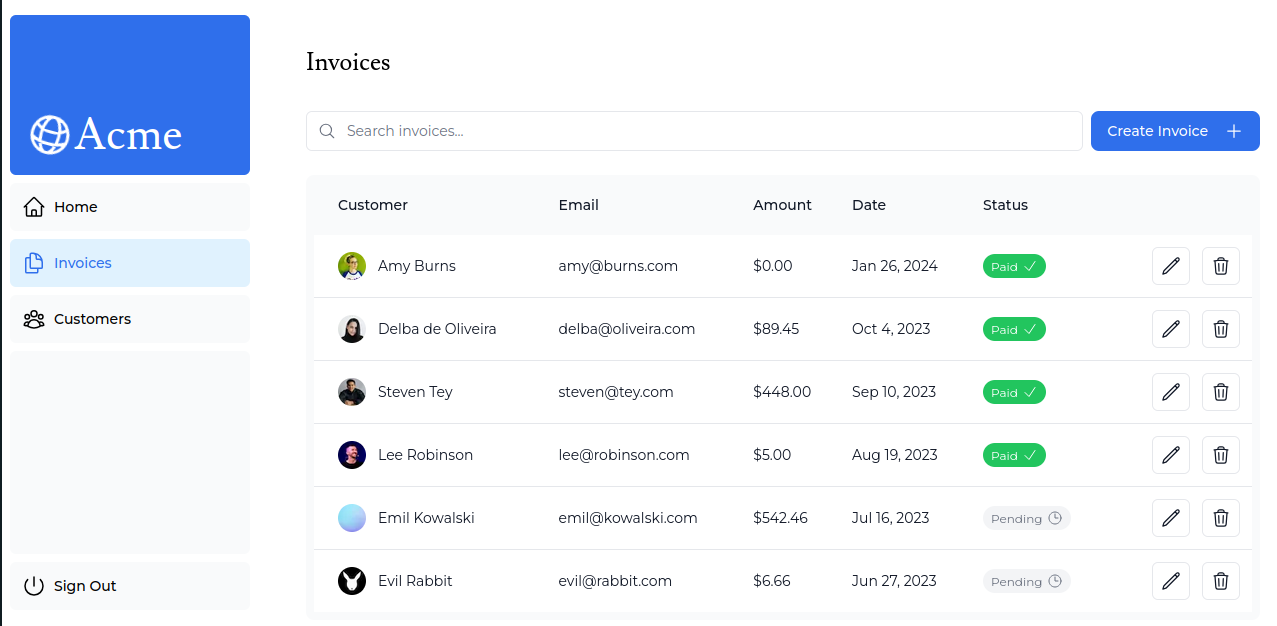 Acme
Home
Invoices
Customers
Sign Out
Invoices
Search invoices...
Create Invoice
Customer Email Amount Date Status
Amy Burns amy@burns.com $0.00 Jan 26, 2024 Paid
Delba de Oliveira delba@oliveira.com $89.45 Oct 4, 2023 Paid
Steven Tey steven@tey.com $448.00 Sep 10, 2023 Paid
Lee Robinson lee@robinson.com $5.00 Aug 19, 2023 Paid
Emil Kowalski emil@kowalski.com $542.46 Jul 16, 2023 Pending
Evil Rabbit evil@rabbit.com $6.66 Jun 27, 2023 Pending